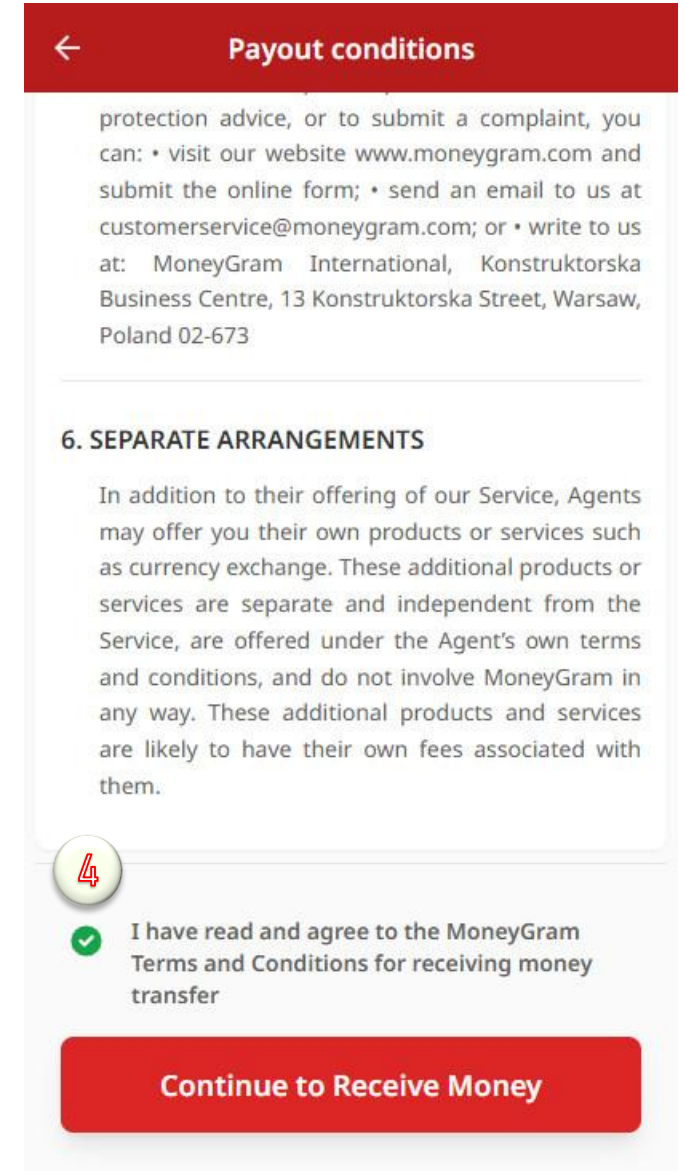 Payout conditions
protection advice, or to submit a complaint, you
can: • visit our website www.moneygram.com and
submit the online form; • send an email to us at
customerservice@moneygram.com; or • write to us
at: MoneyGram International, Konstruktorska
Business Centre, 13 Konstruktorska Street, Warsaw,
Poland 02-673
6. SEPARATE ARRANGEMENTS
In addition to their offering of our Service, Agents
may offer you their own products or services such
as currency exchange. These additional products or
services are separate and independent from the
Service, are offered under the Agent’s own terms
and conditions, and do not involve MoneyGram in
any way. These additional products and services
are likely to have their own fees associated with
them.
4
I have read and agree to the MoneyGram
Terms and Conditions for receiving money
transfer
Continue to Receive Money